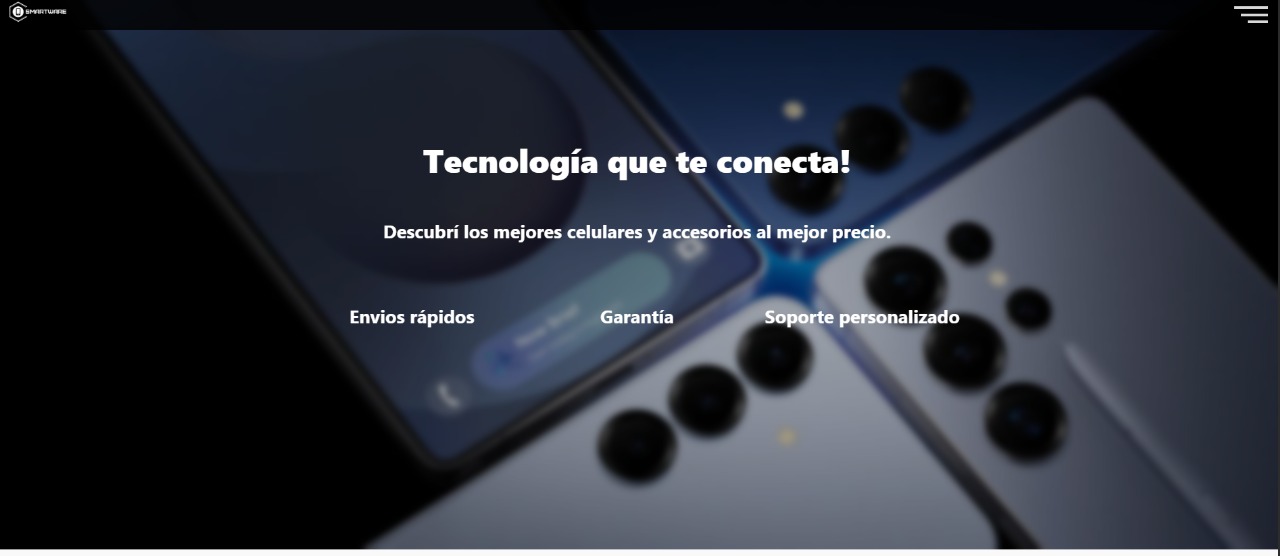 SMARTWARE
Tecnología que te conecta!
Descubrí los mejores celulares y accesorios al mejor precio.
Envios rápidos Garantía Soporte personalizado